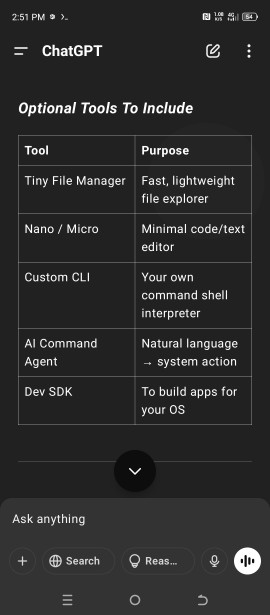 2:51 PM
1.00 K/S 4G 54
ChatGPT
Optional Tools To Include
Tool Purpose
Tiny File Manager Fast, lightweight
file explorer
Nano / Micro Minimal code/text
editor
Custom CLI Your own
command shell
interpreter
AI Command Natural language
Agent → system action
Dev SDK To build apps for
your OS
Ask anything
Search Reas...